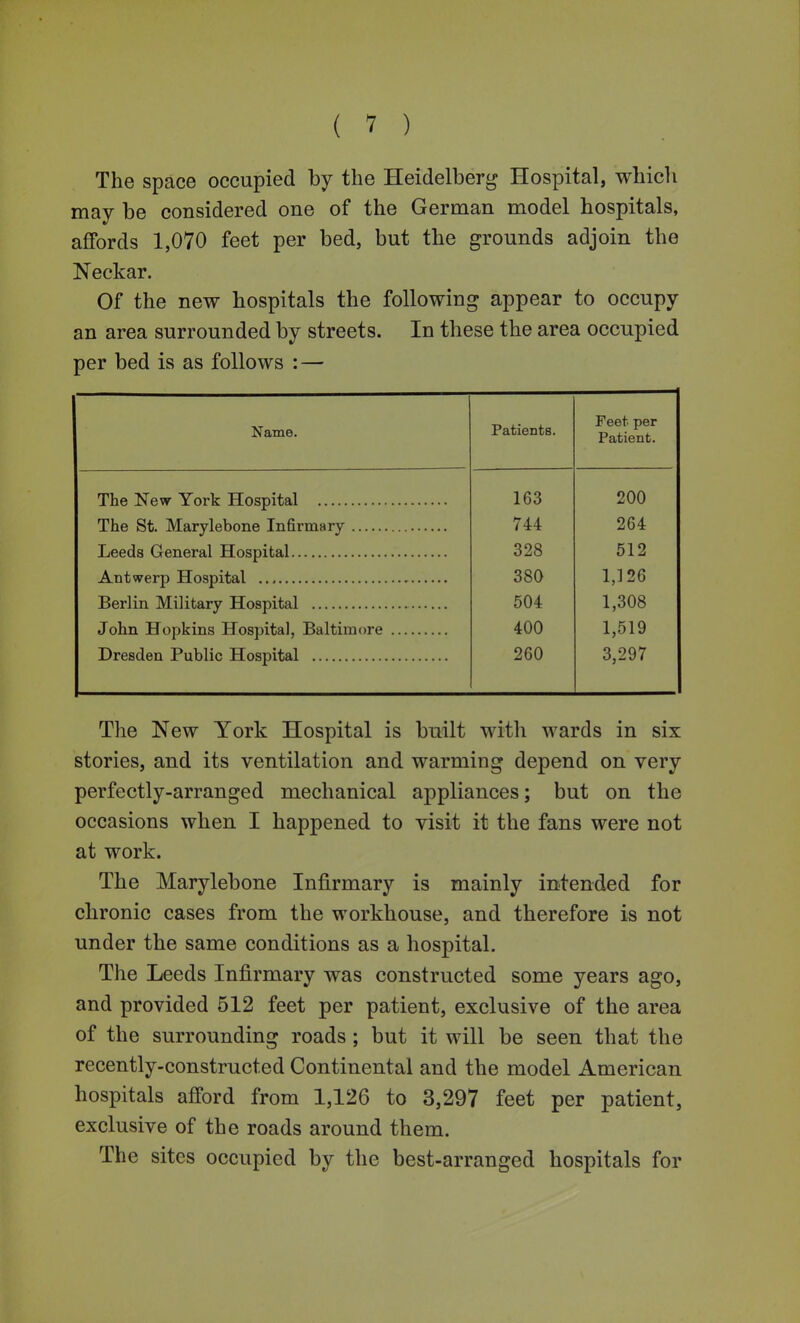 ( 7 )
The space occupied by the Heidelberg Hospital, which
may be considered one of the German model hospitals,
affords 1,070 feet per bed, but the grounds adjoin the
Neckar.
Of the new hospitals the following appear to occupy
an area surrounded by streets. In these the area occupied
per bed is as follows :—
Name. Patients. Feet per Patient.
The New York Hospital ........................ 163 200
The St. Marylebone Infirmary ................ 744 264
Leeds General Hospital........................... 328 512
Antwerp Hospital ................................. 380 1,126
Berlin Military Hospital ........................ 504 1,308
John Hopkins Hospital, Baltimore ......... 400 1,519
Dresden Public Hospital ........................ 260 3,297
The New York Hospital is built with wards in six
stories, and its ventilation and warming depend on very
perfectly-arranged mechanical appliances; but on the
occasions when I happened to visit it the fans were not
at work.
The Marylebone Infirmary is mainly intended for
chronic cases from the workhouse, and therefore is not
under the same conditions as a hospital.
The Leeds Infirmary was constructed some years ago,
and provided 512 feet per patient, exclusive of the area
of the surrounding roads ; but it will be seen that the
recently-constructed Continental and the model American
hospitals afford from 1,126 to 3,297 feet per patient,
exclusive of the roads around them.
The sites occupied by the best-arranged hospitals for